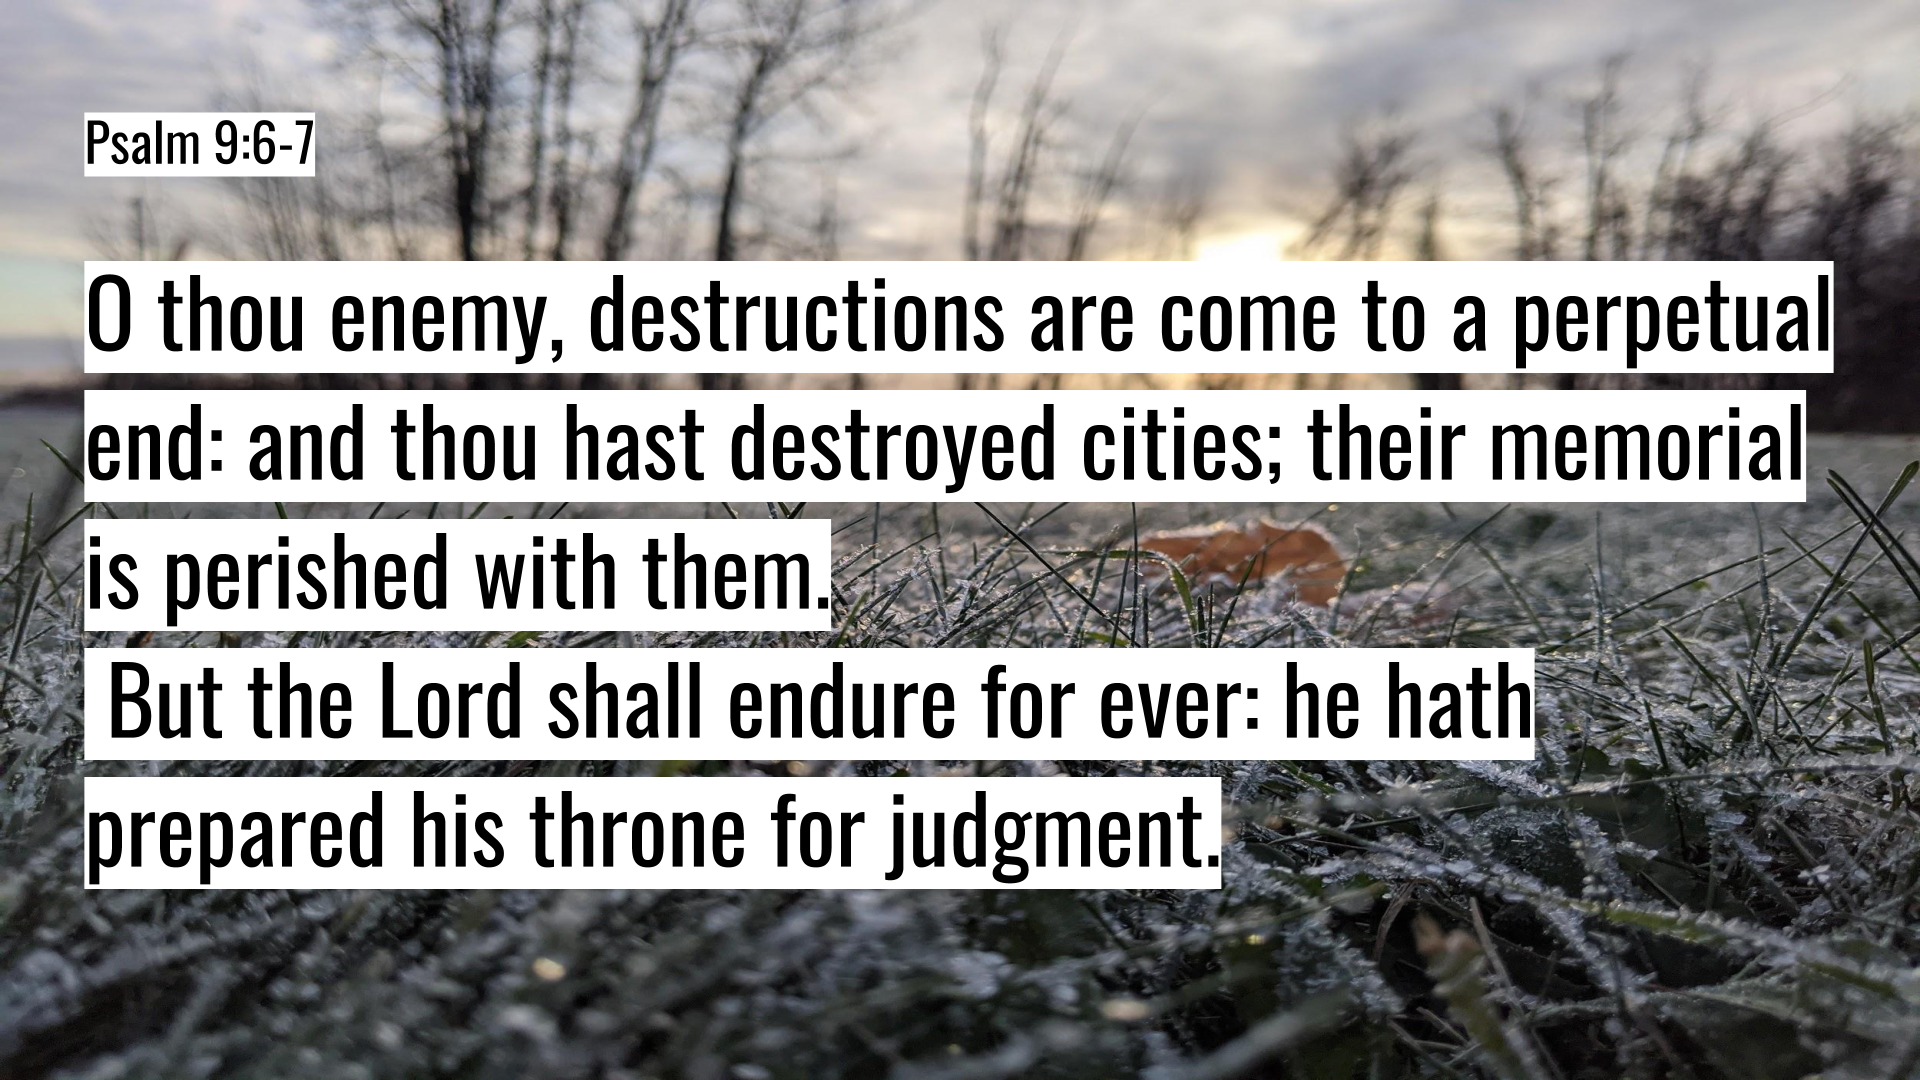 Psalm 9:6-7
O thou enemy, destructions are come to a perpetual
end: and thou hast destroyed cities; their memorial
is perished with them.
But the Lord shall endure for ever: he hath
prepared his throne for judgment.